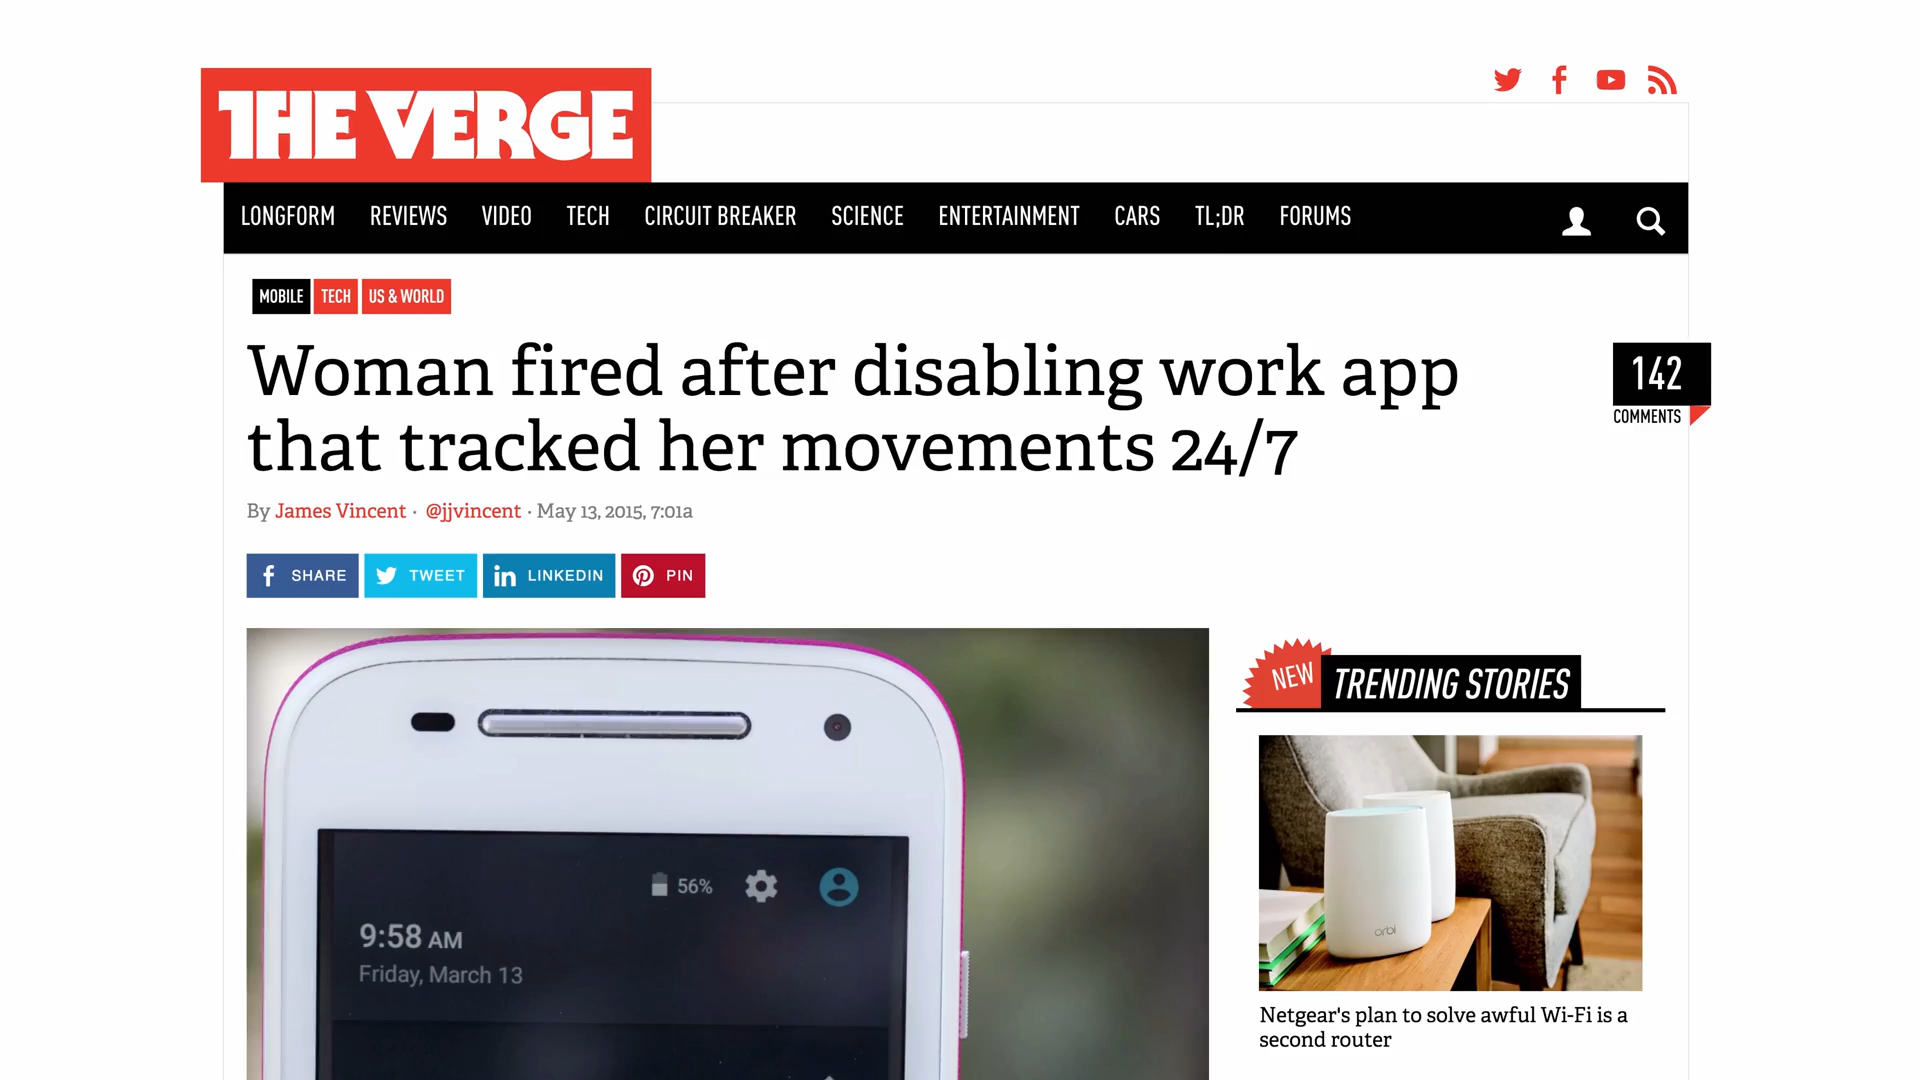 THE VERGE
LONGFORM REVIEWS VIDEO TECH CIRCUIT BREAKER SCIENCE ENTERTAINMENT CARS TL;DR FORUMS
MOBILE TECH US & WORLD
Woman fired after disabling work app
that tracked her movements 24/7
142
COMMENTS
By James Vincent · @jjvincent · May 13, 2015, 7:01a
SHARE TWEET LINKEDIN PIN
NEW TRENDING STORIES
56%
9:58 AM
Friday, March 13
orbi
Netgear's plan to solve awful Wi-Fi is a
second router